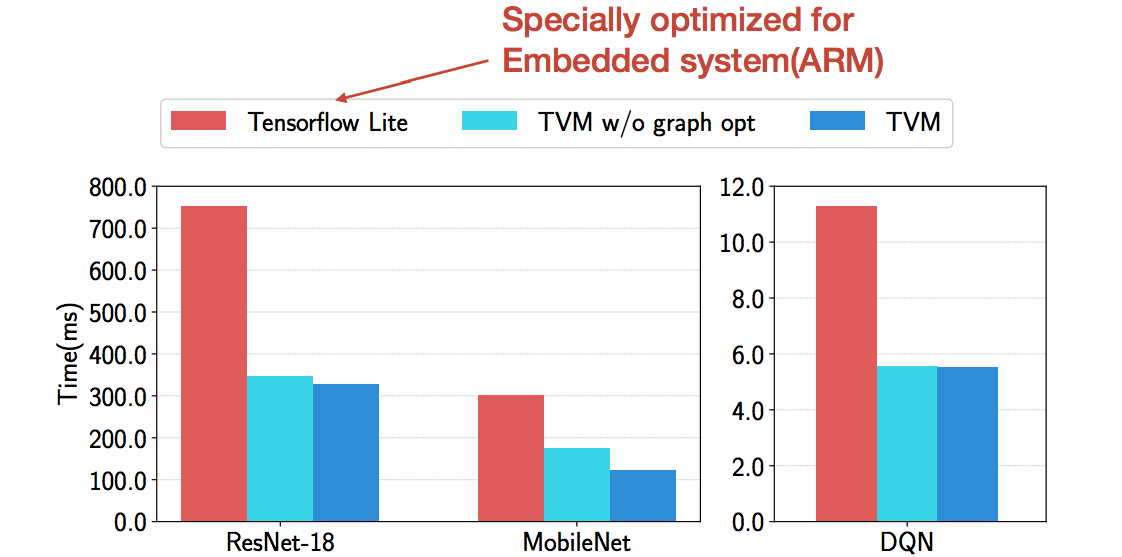 Specially optimized for
Embedded system(ARM)
Tensorflow Lite
TVM w/o graph opt
TVM
Time(ms)
800.0
700.0
600.0
500.0
400.0
300.0
200.0
100.0
0.0
ResNet-18
MobileNet
12.0
10.0
8.0
6.0
4.0
2.0
0.0
DQN